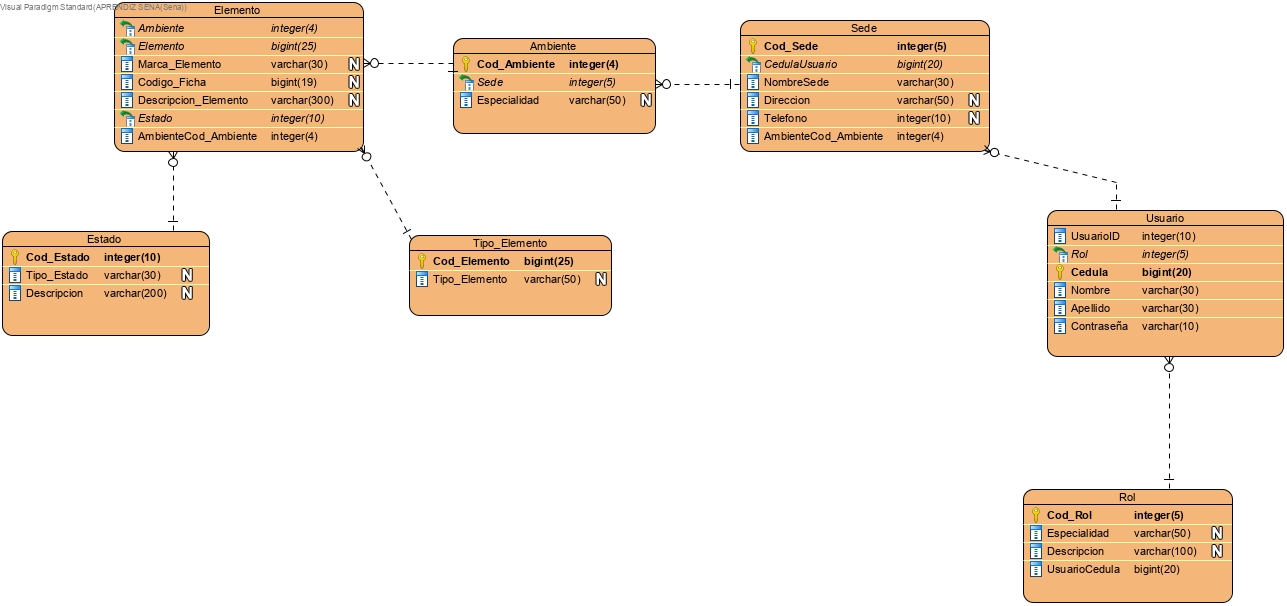 Visual Paradigm Standard(APRENDIZ SENA(Sena))
Elemento
Ambiente integer(4)
Elemento bigint(25)
Marca_Elemento varchar(30) N
Codigo_Ficha bigint(19) N
Descripcion_Elemento varchar(300) N
Estado integer(10)
AmbienteCod_Ambiente integer(4)
Ambiente
Cod_Ambiente integer(4)
Sede integer(5)
Especialidad varchar(50) N
Sede
Cod_Sede integer(5)
CedulaUsuario bigint(20)
NombreSede varchar(30)
Direccion varchar(50) N
Telefono integer(10) N
AmbienteCod_Ambiente integer(4)
Estado
Cod_Estado integer(10)
Tipo_Estado varchar(30) N
Descripcion varchar(200) N
Tipo_Elemento
Cod_Elemento bigint(25)
Tipo_Elemento varchar(50) N
Usuario
UsuarioID integer(10)
Rol integer(5)
Cedula bigint(20)
Nombre varchar(30)
Apellido varchar(30)
Contraseña varchar(10)
Rol
Cod_Rol integer(5)
Especialidad varchar(50) N
Descripcion varchar(100) N
UsuarioCedula bigint(20)